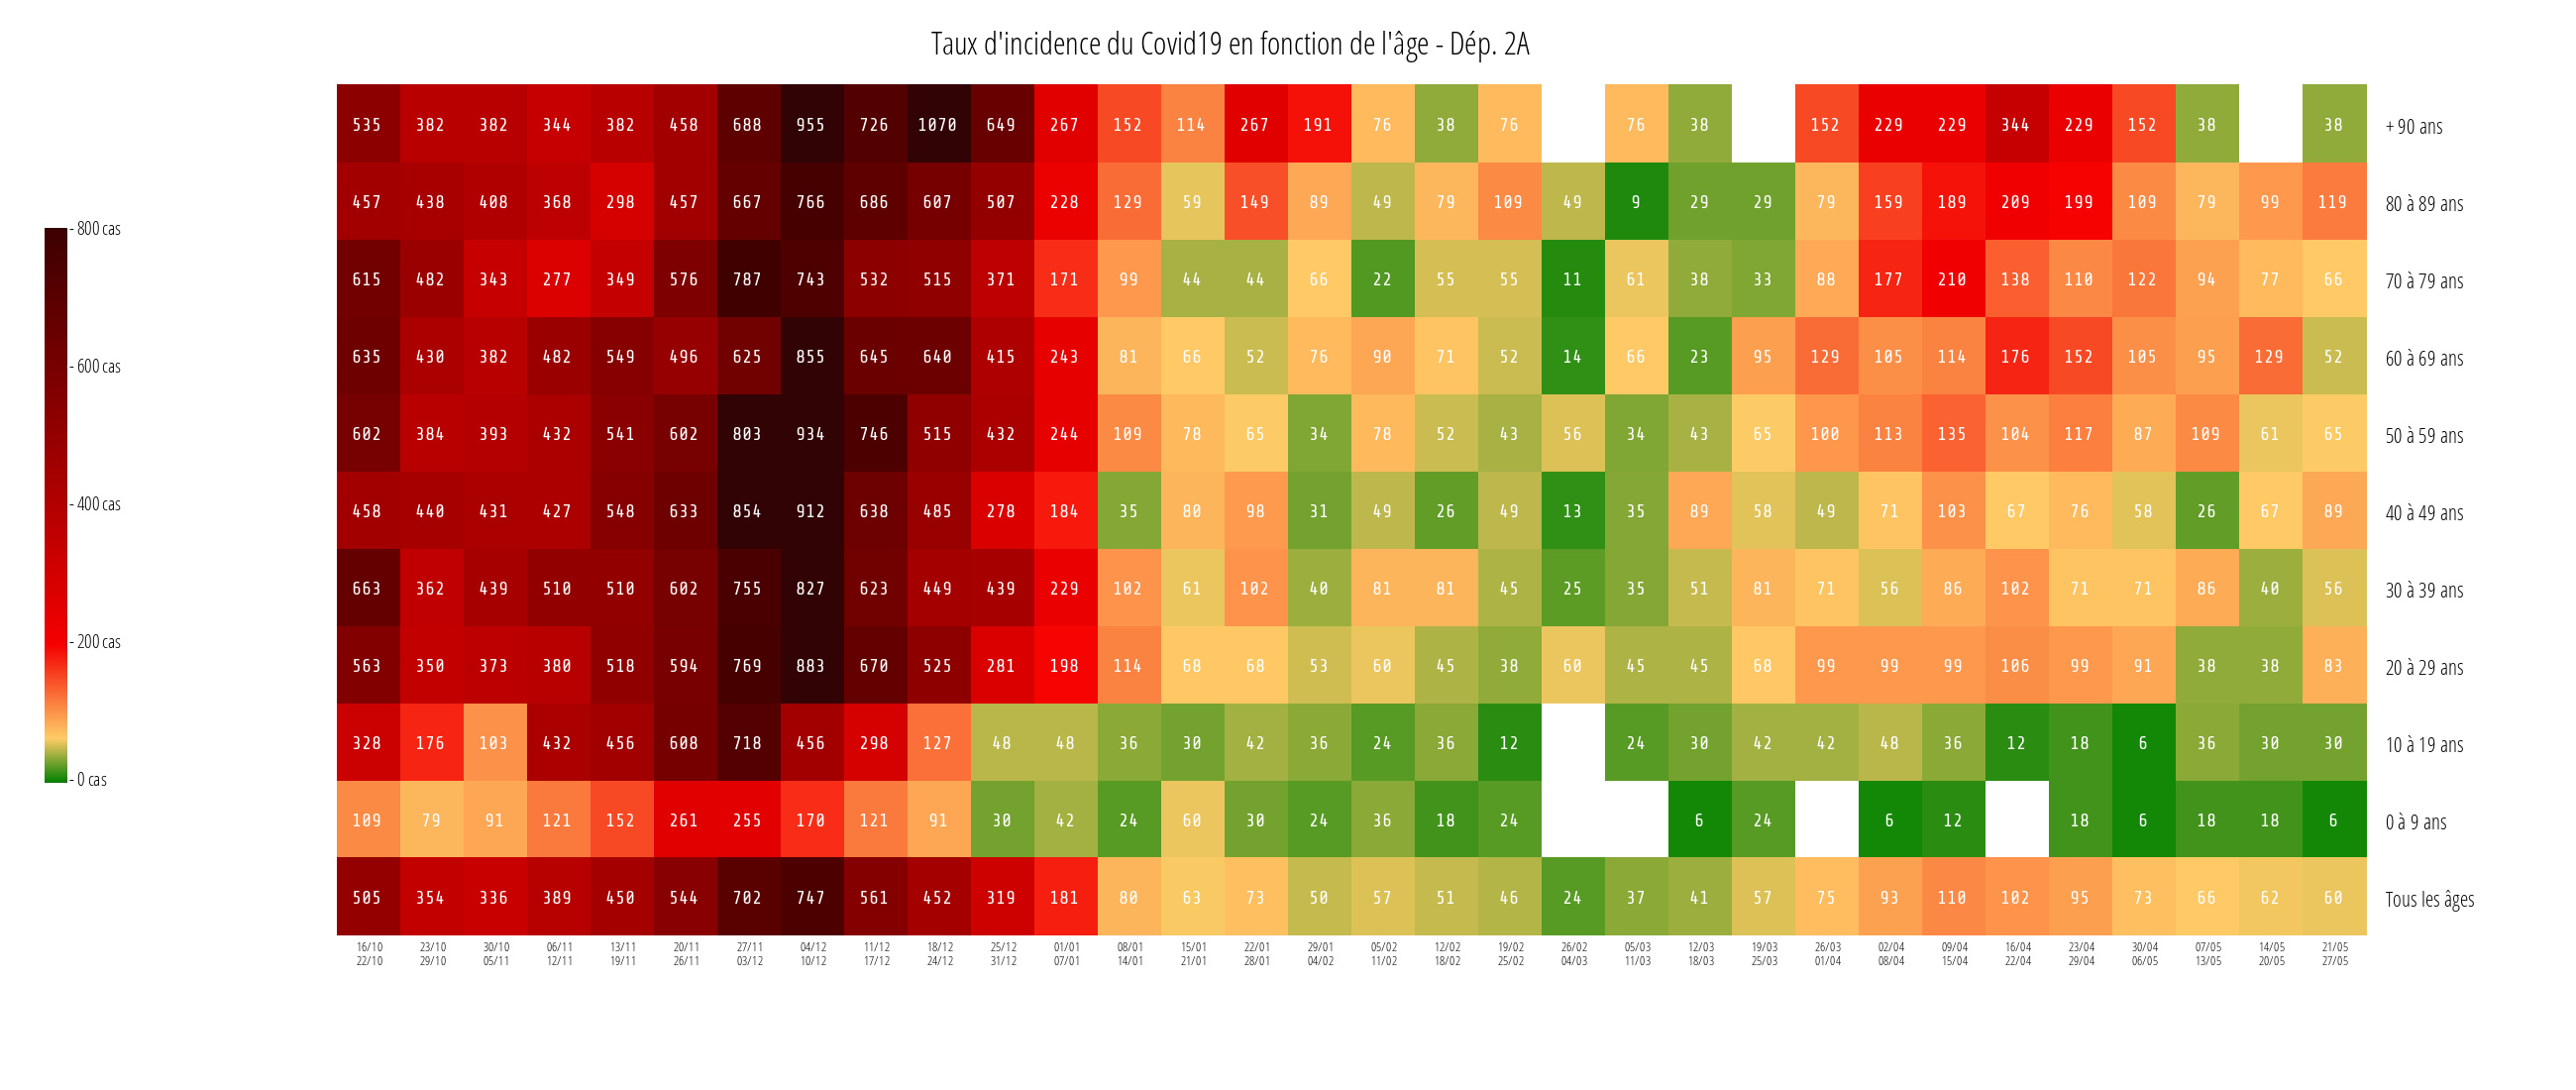 Taux d'incidence du Covid19 en fonction de l'âge - Dép. 2A
- 800 cas
- 600 cas
- 400 cas
- 200 cas
- 0 cas
535 382 382 344 382 458 688 955 726 1070 649 267 152 114 267 191 76 38 76 76 38 152 229 229 344 229 152 38 38 + 90 ans
457 438 408 368 298 457 667 766 686 607 507 228 129 59 149 89 49 79 109 49 9 29 29 79 159 189 209 199 109 79 99 119 80 à 89 ans
615 482 343 277 349 576 787 743 532 515 371 171 99 44 44 66 22 55 55 11 61 38 33 88 177 210 138 110 122 94 77 66 70 à 79 ans
635 430 382 482 549 496 625 855 645 640 415 243 81 66 52 76 90 71 52 14 66 23 95 129 105 114 176 152 105 95 129 52 60 à 69 ans
602 384 393 432 541 602 803 934 746 515 432 244 109 78 65 34 78 52 43 56 34 43 65 100 113 135 104 117 87 109 61 65 50 à 59 ans
458 440 431 427 548 633 854 912 638 485 278 184 35 80 98 31 49 26 49 13 35 89 58 49 71 103 67 76 58 26 67 89 40 à 49 ans
663 362 439 510 510 602 755 827 623 449 439 229 102 61 102 40 81 81 45 25 35 51 81 71 56 86 102 71 71 86 40 56 30 à 39 ans
563 350 373 380 518 594 769 883 670 525 281 198 114 68 68 53 60 45 38 60 45 45 68 99 99 99 106 99 91 38 38 83 20 à 29 ans
328 176 103 432 456 608 718 456 298 127 48 48 36 30 42 36 24 36 12 24 30 42 42 48 36 12 18 6 36 30 30 10 à 19 ans
109 79 91 121 152 261 255 170 121 91 30 42 24 60 30 24 36 18 24 6 24 6 12 18 6 18 18 6 0 à 9 ans
505 354 336 389 450 544 702 747 561 452 319 181 80 63 73 50 57 51 46 24 37 41 57 75 93 110 102 95 73 66 62 60 Tous les âges
16/10 23/10 30/10 06/11 13/11 20/11 27/11 04/12 11/12 18/12 25/12 01/01 08/01 15/01 22/01 29/01 05/02 12/02 19/02 26/02 05/03 12/03 19/03 26/03 02/04 09/04 16/04 23/04 30/04 07/05 14/05 21/05
22/10 29/10 05/11 12/11 19/11 26/11 03/12 10/12 17/12 24/12 31/12 07/01 14/01 21/01 28/01 04/02 11/02 18/02 25/02 04/03 11/03 18/03 25/03 01/04 08/04 15/04 22/04 29/04 06/05 13/05 20/05 27/05